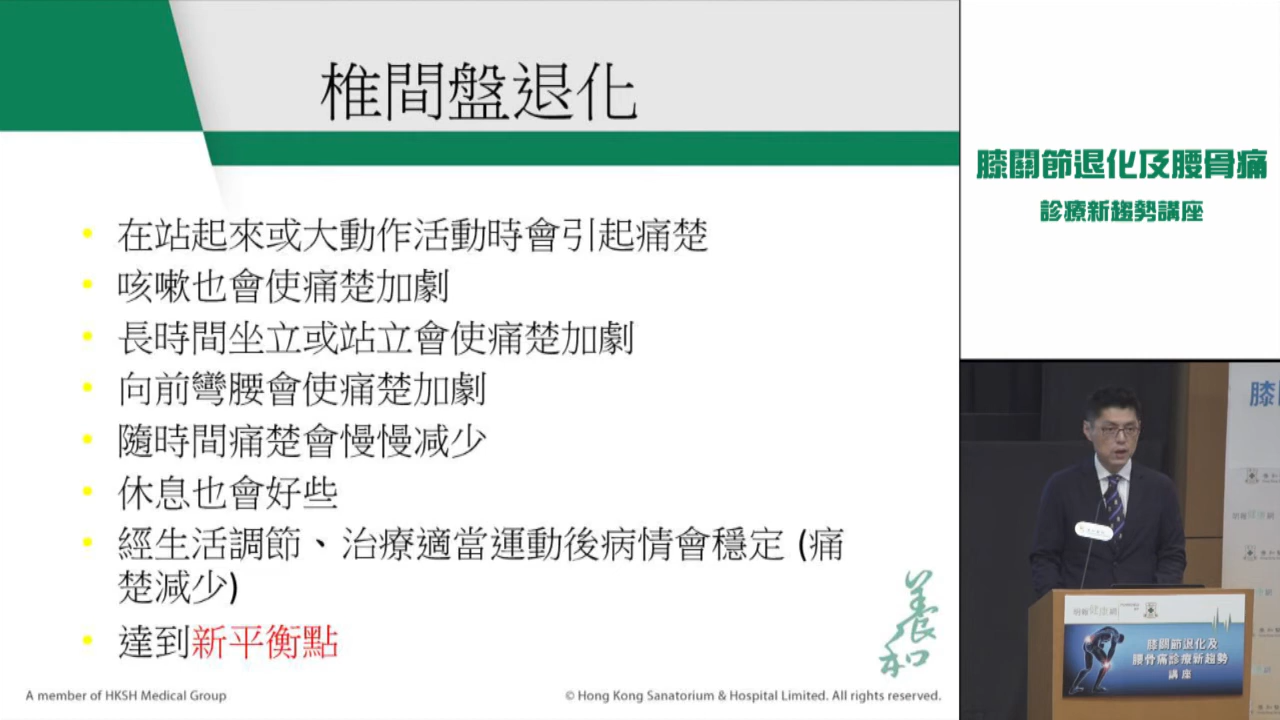 椎間盤退化
在站起來或大動作活動時會引起痛楚
咳嗽也會使痛楚加劇
長時間坐立或站立會使痛楚加劇
向前彎腰會使痛楚加劇
隨時間痛楚會慢慢减少
休息也會好些
經生活調節、治療適當運動後病情會穩定 (痛
楚減少)
達到新平衡點
養和
A member of HKSH Medical Group
© Hong Kong Sanatorium & Hospital Limited. All rights reserved.
膝關節退化及腰骨痛
診療新趨勢講座
膝關節退化及
腰骨痛診療新趨勢
講座